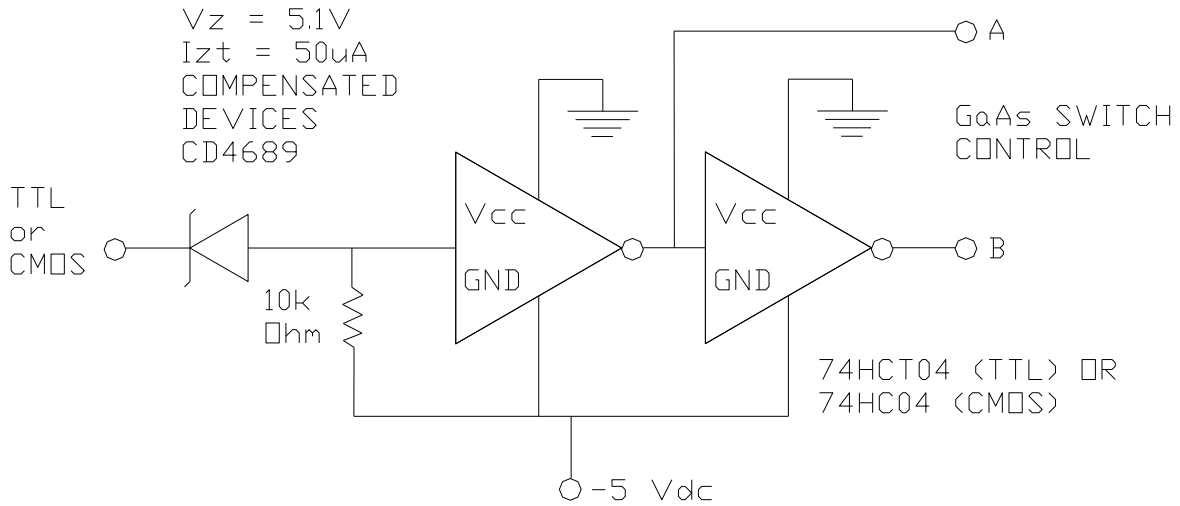 Vz = 5.1V
Izt = 50uA
COMPENSATED
DEVICES
CD4689
TTL
or
CMOS
10k
Ohm
Vcc
GND
Vcc
GND
A
GaAs SWITCH
CONTROL
B
74HCT04 (TTL) OR
74HC04 (CMOS)
-5 Vdc